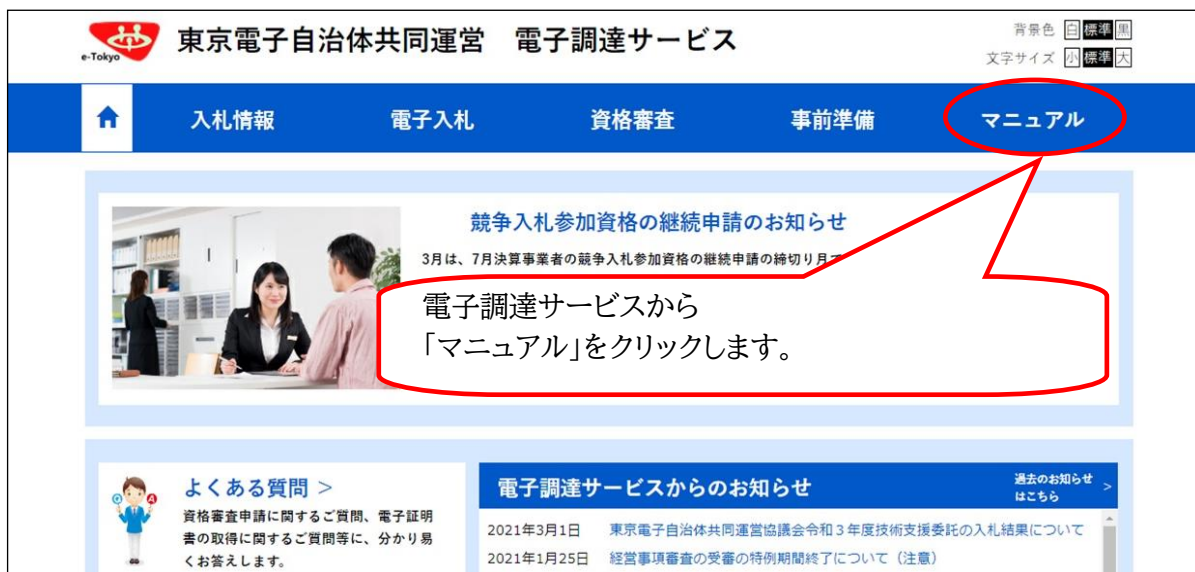 e-Tokyo
東京電子自治体共同運営　電子調達サービス
背景色 白 標準 黒
文字サイズ 小 標準 大
入札情報
電子入札
資格審査
事前準備
マニュアル
競争入札参加資格の継続申請のお知らせ
3月は、7月決算事業者の競争入札参加資格の継続申請の締切り月で
電子調達サービスから
「マニュアル」をクリックします。
よくある質問 >
資格審査申請に関するご質問、電子証明
書の取得に関するご質問等に、分かり易
くお答えします。
Q A
電子調達サービスからのお知らせ
過去のお知らせ
はこちら >
2021年3月1日 東京電子自治体共同運営協議会令和３年度技術支援委託の入札結果について
2021年1月25日 経営事項審査の受審の特例期間終了について（注意）